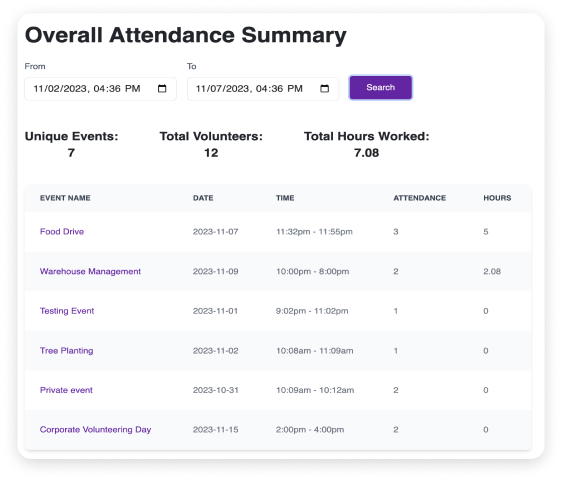 Overall Attendance Summary
From To
11/02/2023, 04:36 PM 11/07/2023, 04:36 PM Search
Unique Events: Total Volunteers: Total Hours Worked:
7 12 7.08
EVENT NAME DATE TIME ATTENDANCE HOURS
Food Drive 2023-11-07 11:32pm - 11:55pm 3 5
Warehouse Management 2023-11-09 10:00pm - 8:00pm 2 2.08
Testing Event 2023-11-01 9:02pm - 11:02pm 1 0
Tree Planting 2023-11-02 10:08am - 11:09am 1 0
Private event 2023-10-31 10:09am - 10:12am 2 0
Corporate Volunteering Day 2023-11-15 2:00pm - 4:00pm 2 0